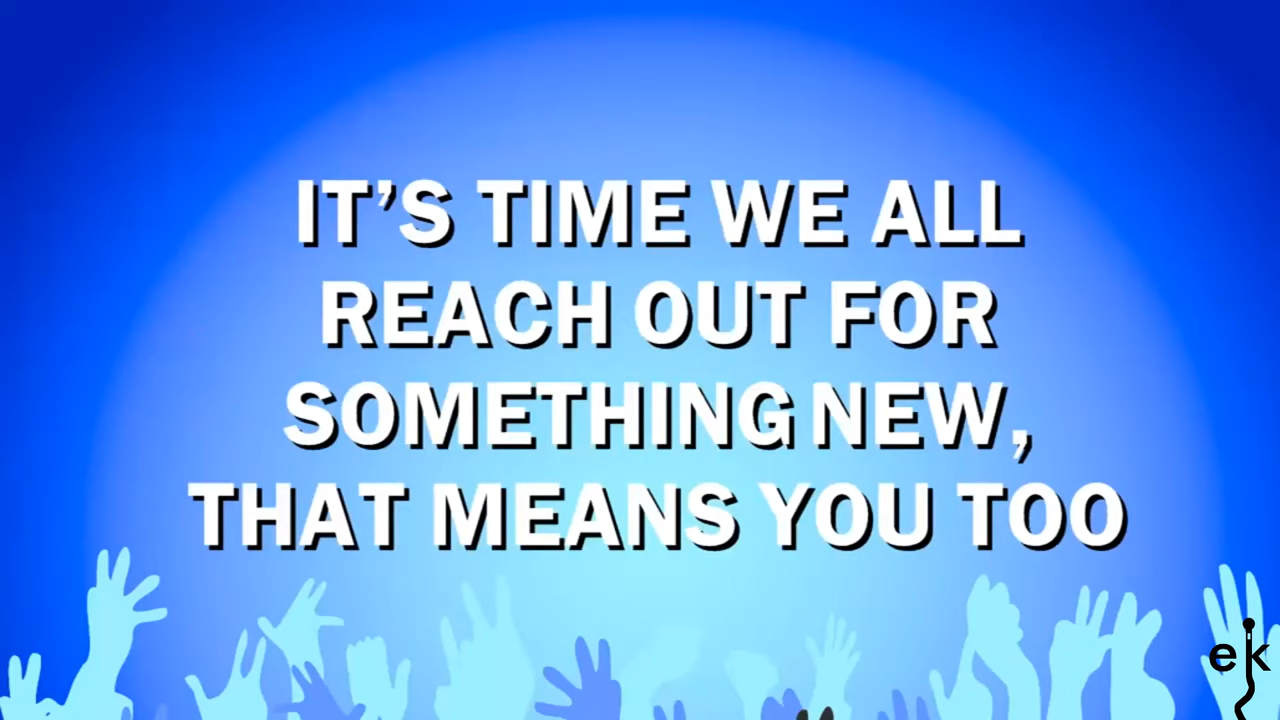 IT’S TIME WE ALL
REACH OUT FOR
SOMETHING NEW,
THAT MEANS YOU TOO
ek